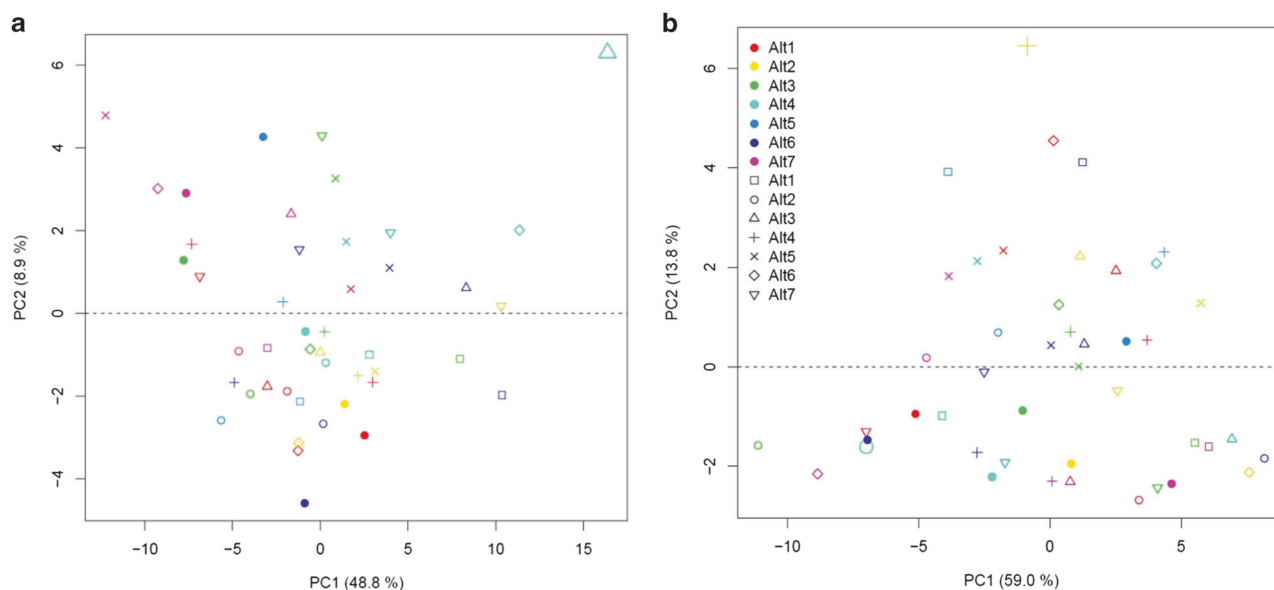 a
6
4
2
0
−2
−4
PC2 (8.9 %)
−10
−5
0
5
10
15
PC1 (48.8 %)
b
6
4
2
0
−2
PC2 (13.8 %)
Alt1
Alt2
Alt3
Alt4
Alt5
Alt6
Alt7
Alt1
Alt2
Alt3
Alt4
Alt5
Alt6
Alt7
−10
−5
0
5
PC1 (59.0 %)